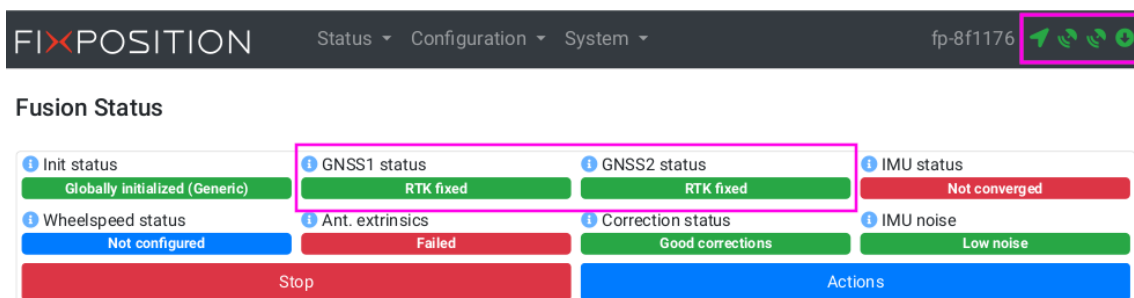 FIXPOSITION Status Configuration System fp-8f1176
Fusion Status
Init status GNSS1 status GNSS2 status IMU status
Globally initialized (Generic) RTK fixed RTK fixed Not converged
Wheelspeed status Ant. extrinsics Correction status IMU noise
Not configured Failed Good corrections Low noise
Stop Actions